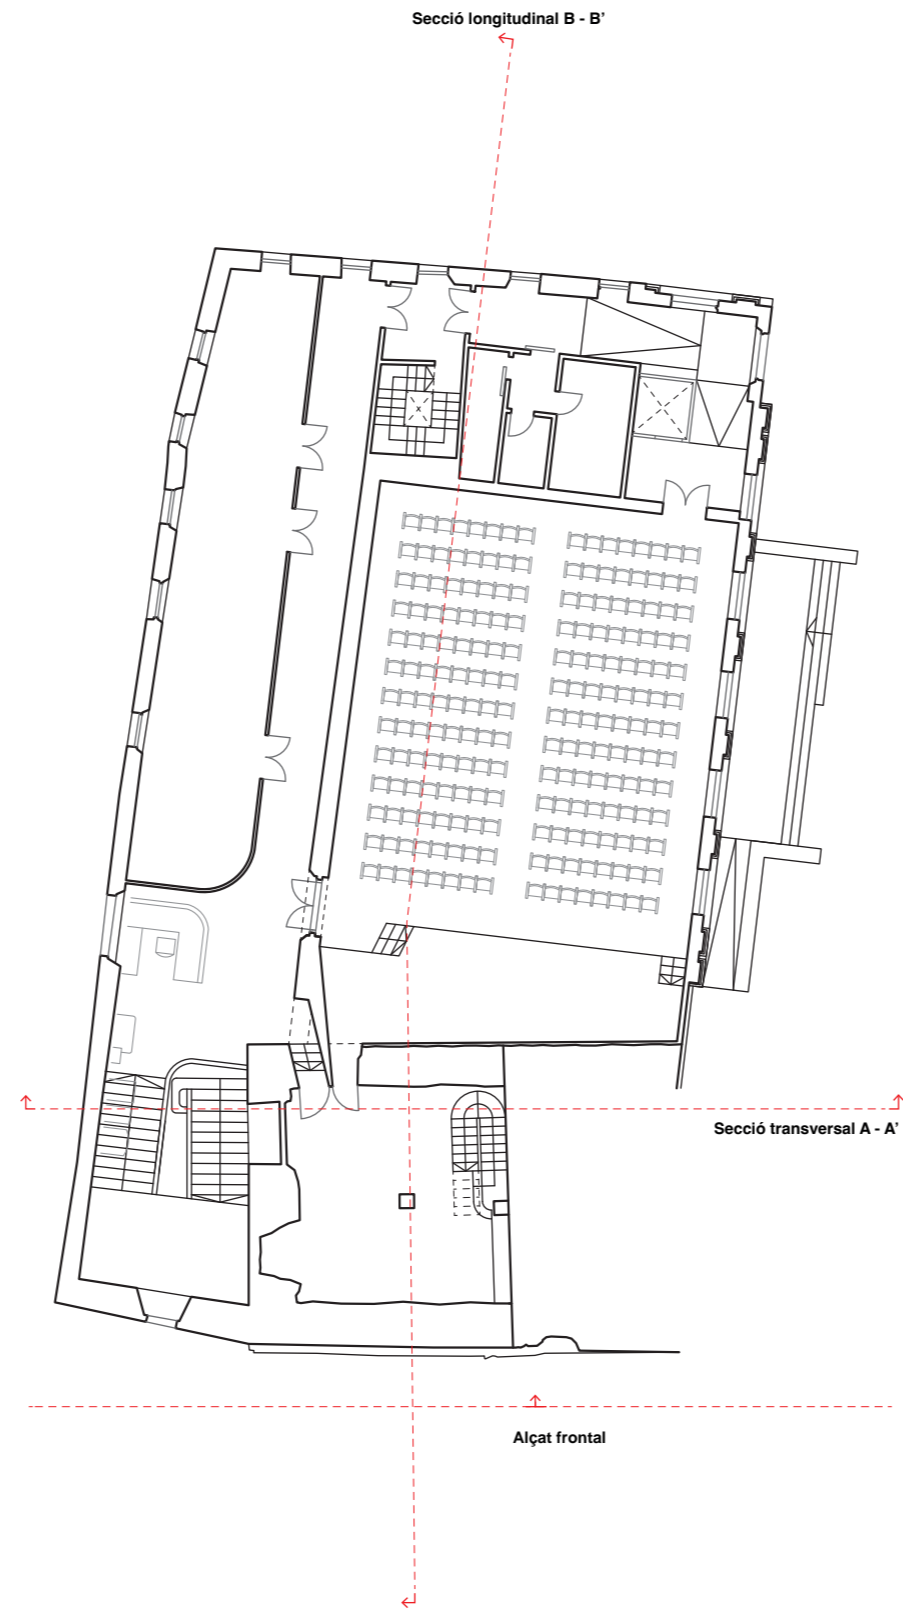 Secció longitudinal B - B’
Secció transversal A - A’
Alçat frontal